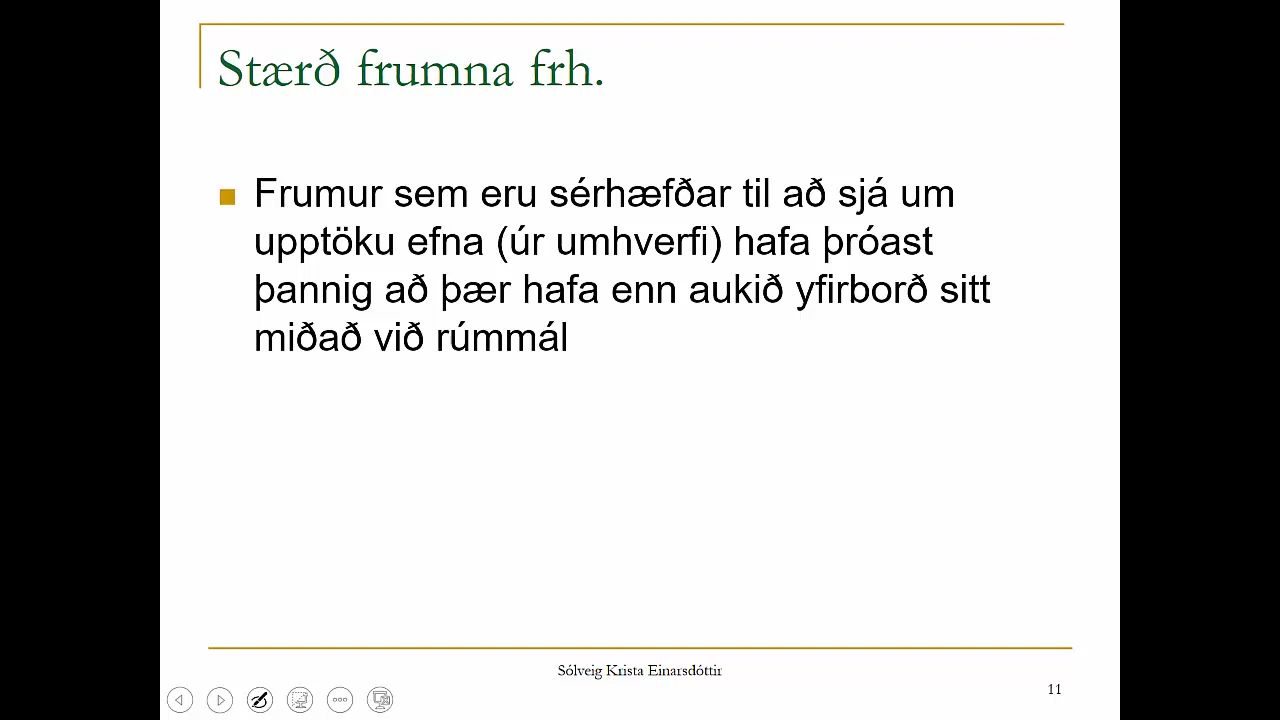 Stærð frumna frh.
Frumur sem eru sérhæfðar til að sjá um
upptöku efna (úr umhverfi) hafa þróast
þannig að þær hafa enn aukið yfirborð sitt
miðað við rúmmál
Sólveig Krista Einarsdóttir
11